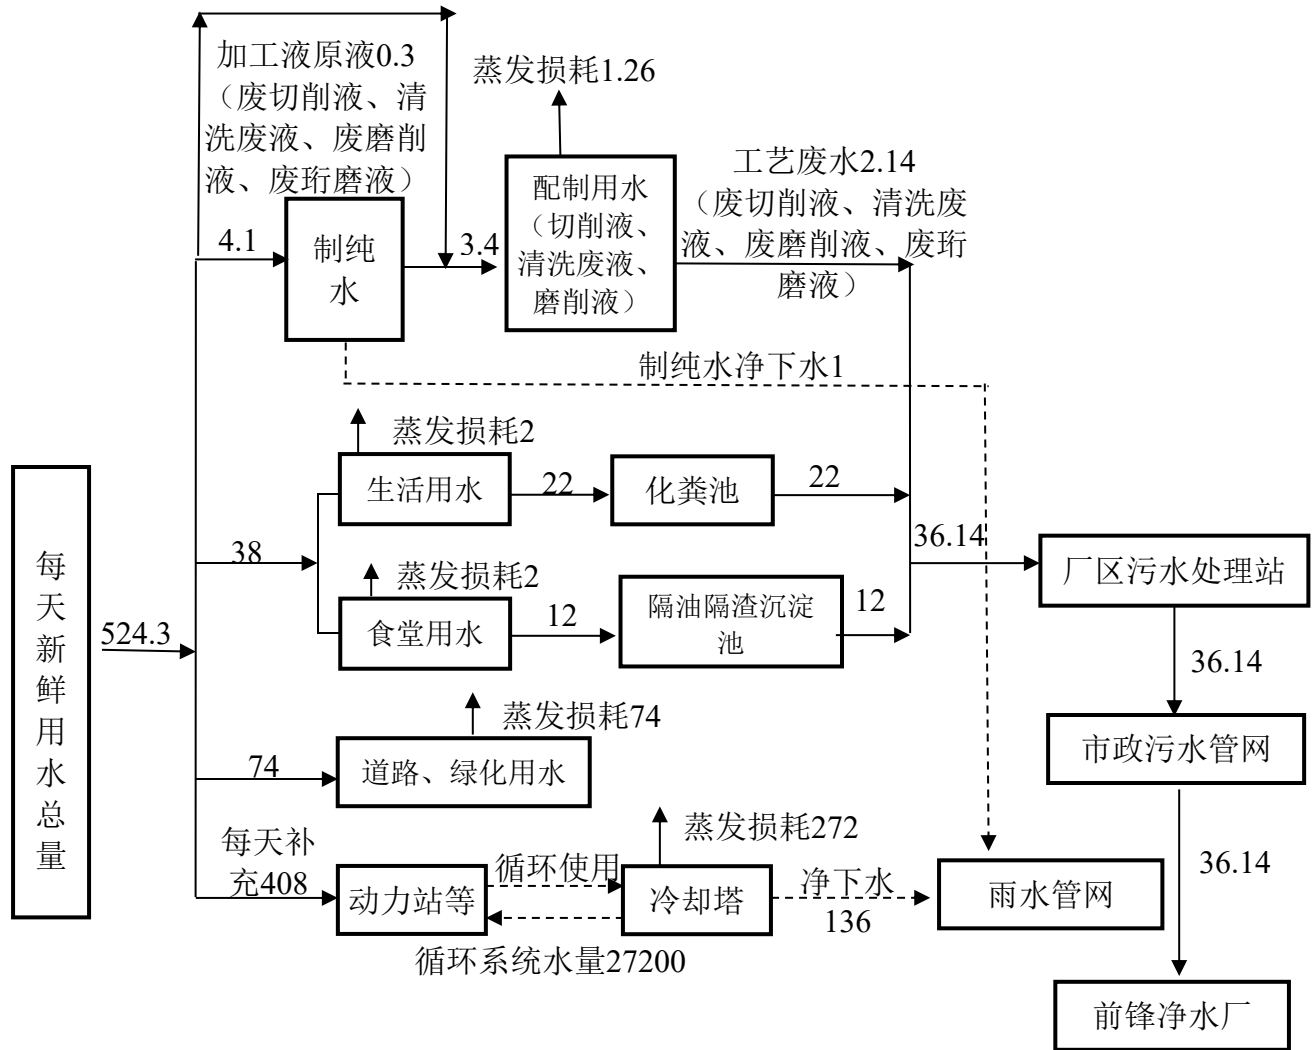 加工液原液0.3
（废切削液、清
洗废液、废磨削
液、废珩磨液）
4.1
制纯
水
3.4
蒸发损耗1.26
配制用水
（切削液、
清洗废液、
磨削液）
工艺废水2.14
（废切削液、清洗废
液、废磨削液、废珩
磨液）
制纯水净下水1
蒸发损耗2
生活用水
22
化粪池
22
38
蒸发损耗2
食堂用水
12
隔油隔渣沉淀
池
12
36.14
厂区污水处理站
36.14
市政污水管网
36.14
前锋净水厂
每
天
新
鲜
用
水
总
量
524.3
蒸发损耗74
74
道路、绿化用水
每天补
充408
动力站等
循环使用
循环系统水量27200
蒸发损耗272
冷却塔
净下水
136
雨水管网